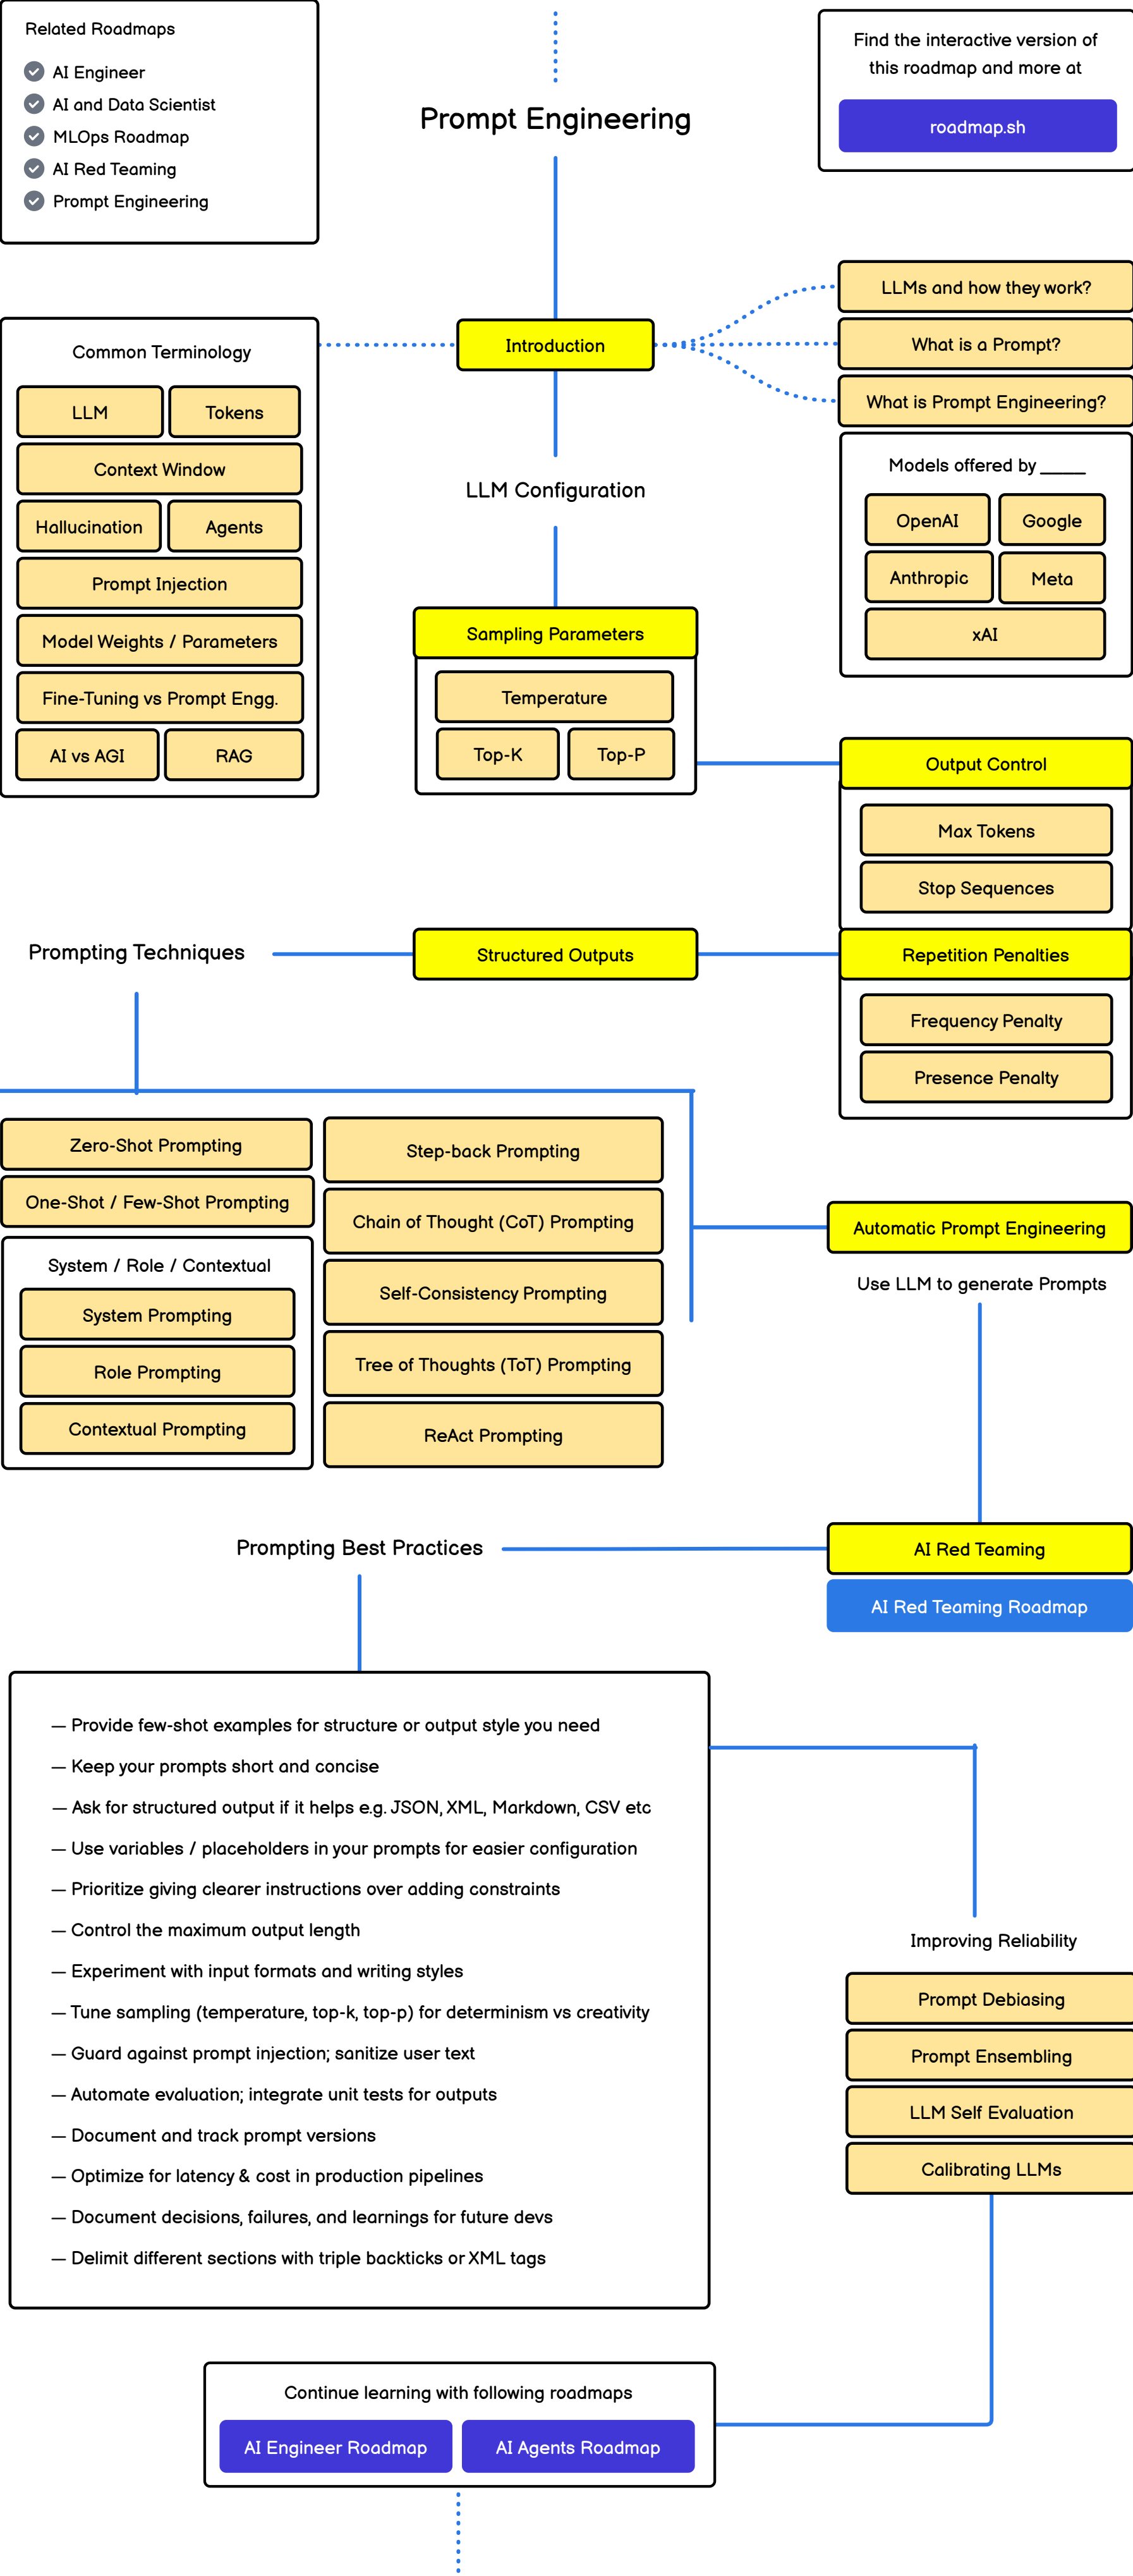 Related Roadmaps
AI Engineer
AI and Data Scientist
MLOps Roadmap
AI Red Teaming
Prompt Engineering
Prompt Engineering
Find the interactive version of
this roadmap and more at
roadmap.sh
Introduction
LLMs and how they work?
What is a Prompt?
What is Prompt Engineering?
Common Terminology
LLM
Tokens
Context Window
Hallucination
Agents
Prompt Injection
Model Weights / Parameters
Fine-Tuning vs Prompt Engg.
AI vs AGI
RAG
Models offered by _____
OpenAI
Google
Anthropic
Meta
xAI
LLM Configuration
Sampling Parameters
Temperature
Top-K
Top-P
Output Control
Max Tokens
Stop Sequences
Repetition Penalties
Frequency Penalty
Presence Penalty
Structured Outputs
Prompting Techniques
Zero-Shot Prompting
One-Shot / Few-Shot Prompting
System / Role / Contextual
System Prompting
Role Prompting
Contextual Prompting
Step-back Prompting
Chain of Thought (CoT) Prompting
Self-Consistency Prompting
Tree of Thoughts (ToT) Prompting
ReAct Prompting
Automatic Prompt Engineering
Use LLM to generate Prompts
AI Red Teaming
AI Red Teaming Roadmap
Prompting Best Practices
— Provide few-shot examples for structure or output style you need
— Keep your prompts short and concise
— Ask for structured output if it helps e.g. JSON, XML, Markdown, CSV etc
— Use variables / placeholders in your prompts for easier configuration
— Prioritize giving clearer instructions over adding constraints
— Control the maximum output length
— Experiment with input formats and writing styles
— Tune sampling (temperature, top-k, top-p) for determinism vs creativity
— Guard against prompt injection; sanitize user text
— Automate evaluation; integrate unit tests for outputs
— Document and track prompt versions
— Optimize for latency & cost in production pipelines
— Document decisions, failures, and learnings for future devs
— Delimit different sections with triple backticks or XML tags
Improving Reliability
Prompt Debiasing
Prompt Ensembling
LLM Self Evaluation
Calibrating LLMs
Continue learning with following roadmaps
AI Engineer Roadmap
AI Agents Roadmap